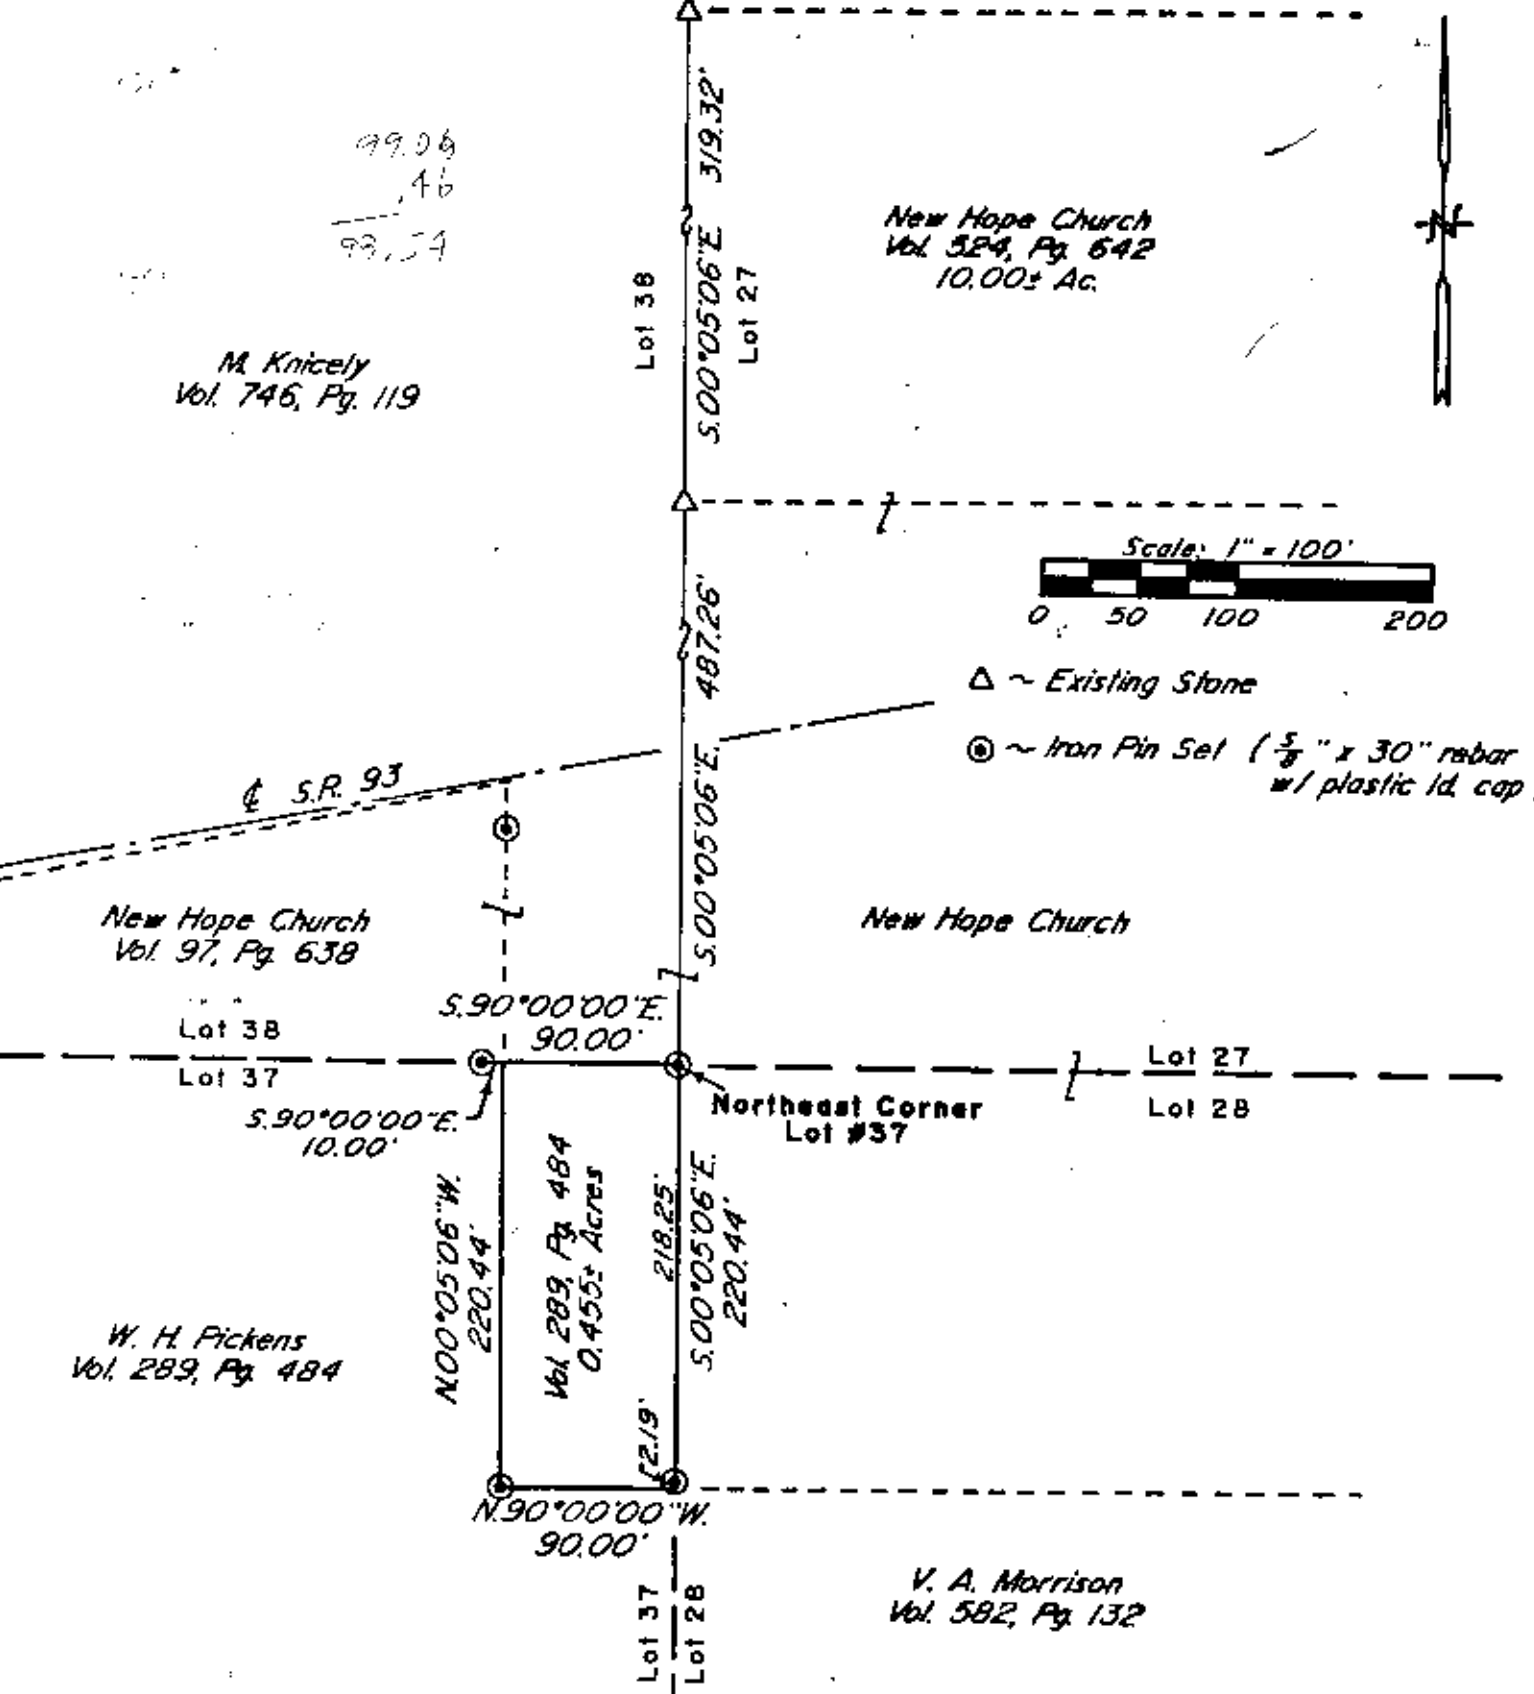 99.06
.46
S.00°05'06"E. 319.32'
Lot 38
Lot 27
New Hope Church
Vol. 524, Pg. 642
10.00± Ac.
N
M. Knicely
Vol. 746, Pg. 119
Scale: 1" = 100'
0 50 100 200
△ ~ Existing Stone
~ Iron Pin Set ( 5/8 " x 30" rebar
w/ plastic id. cap
S.00°05'06"E. 487.26'
℄ S.R. 93
New Hope Church
Vol. 97, Pg. 638
New Hope Church
S.90°00'00"E.
90.00'
Lot 38
Lot 37
Lot 27
Lot 28
S.90°00'00"E.
10.00'
Northeast Corner
Lot #37
N.00°05'06"W.
220.44'
Vol. 289, Pg. 484
0.455± Acres
218.25'
S.00°05'06"E.
220.44'
2.19'
W. H. Pickens
Vol. 289, Pg. 484
N.90°00'00"W.
90.00'
Lot 37
Lot 28
V. A. Morrison
Vol. 582, Pg. 132